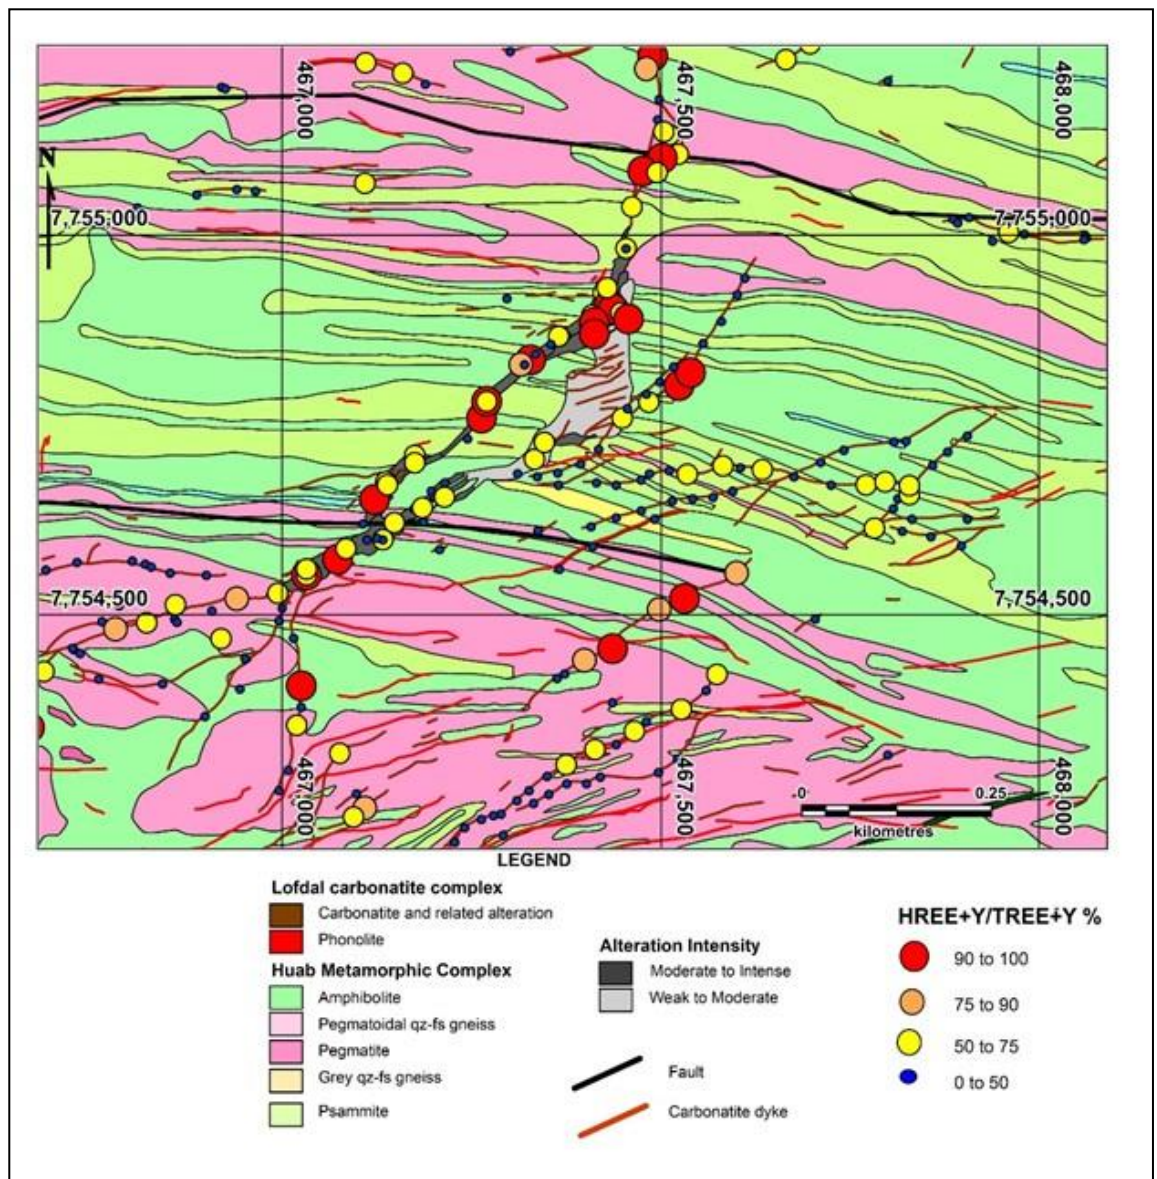 467,000
467,500
468,000
N
7,755,000
7,755,000
7,754,500
7,754,500
467,000
467,500
468,000
0
0.25
kilometres
LEGEND
Lofdal carbonatite complex
Carbonatite and related alteration
Phonolite
Huab Metamorphic Complex
Amphibolite
Pegmatoidal qz-fs gneiss
Pegmatite
Grey qz-fs gneiss
Psammite
Alteration Intensity
Moderate to Intense
Weak to Moderate
Fault
Carbonatite dyke
HREE+Y/TREE+Y %
90 to 100
75 to 90
50 to 75
0 to 50